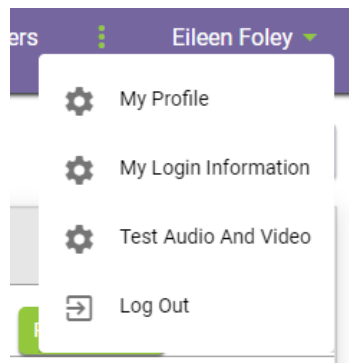 ers
Eileen Foley
My Profile
My Login Information
Test Audio And Video
Log Out